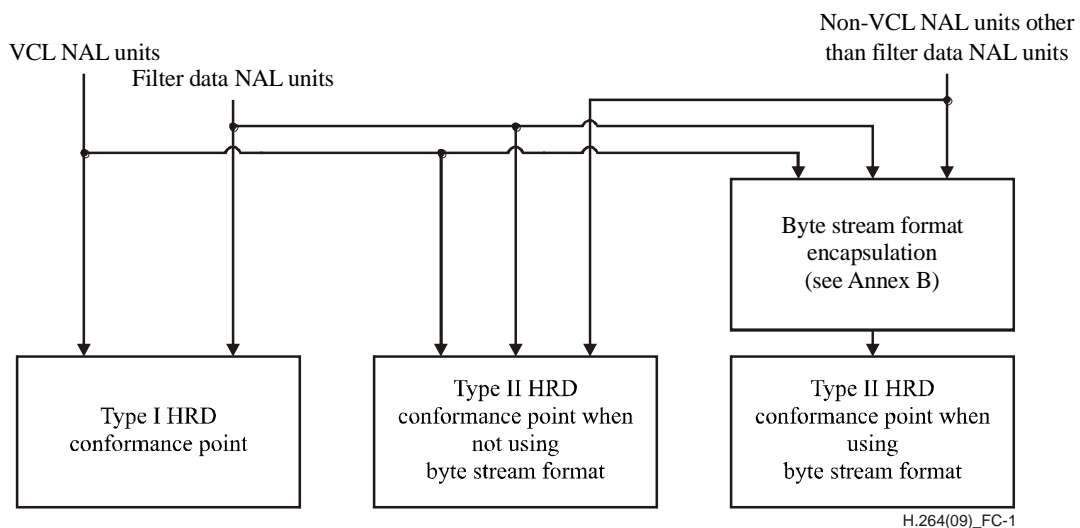 VCL NAL units
Filter data NAL units
Non-VCL NAL units other
than filter data NAL units
Byte stream format
encapsulation
(see Annex B)
Type I HRD
conformance point
Type II HRD
conformance point when
not using
byte stream format
Type II HRD
conformance point when
using
byte stream format
H.264(09)_FC-1